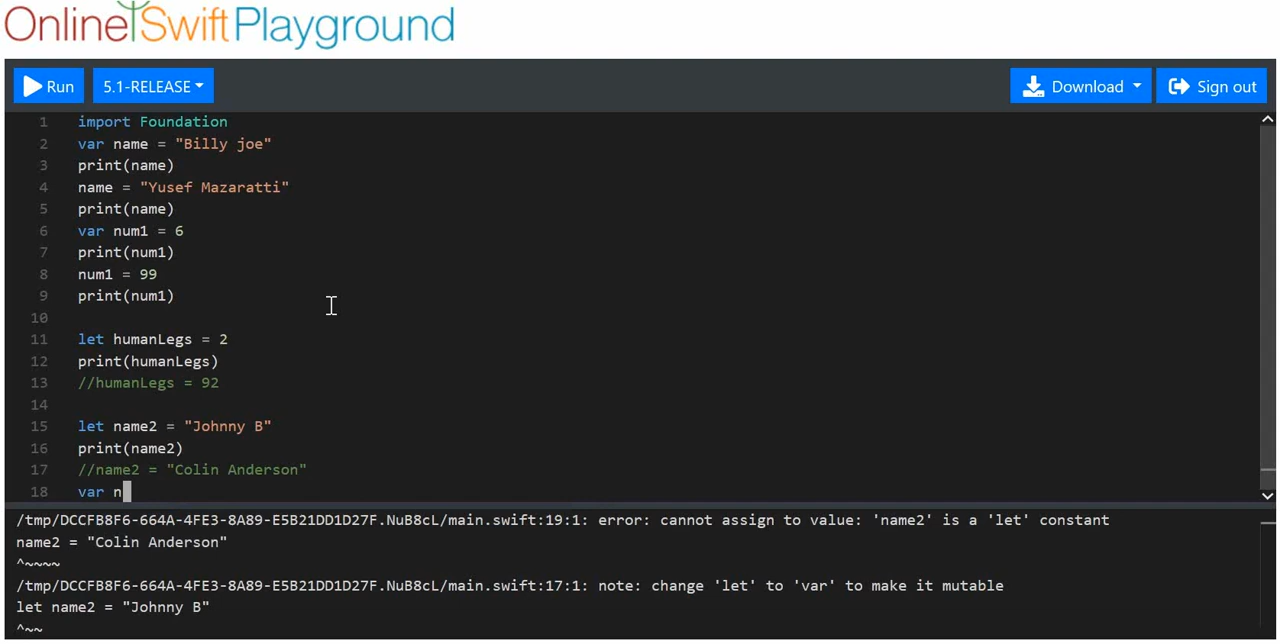 Online Swift Playground
Run 5.1-RELEASE Download Sign out
1 import Foundation
2 var name = "Billy joe"
3 print(name)
4 name = "Yusef Mazaratti"
5 print(name)
6 var num1 = 6
7 print(num1)
8 num1 = 99
9 print(num1)
10
11 let humanLegs = 2
12 print(humanLegs)
13 //humanLegs = 92
14
15 let name2 = "Johnny B"
16 print(name2)
17 //name2 = "Colin Anderson"
18 var n
/tmp/DCCFB8F6-664A-4FE3-8A89-E5B21DD1D27F.NuB8cL/main.swift:19:1: error: cannot assign to value: 'name2' is a 'let' constant
name2 = "Colin Anderson"
^~~~~
/tmp/DCCFB8F6-664A-4FE3-8A89-E5B21DD1D27F.NuB8cL/main.swift:17:1: note: change 'let' to 'var' to make it mutable
let name2 = "Johnny B"
^~~